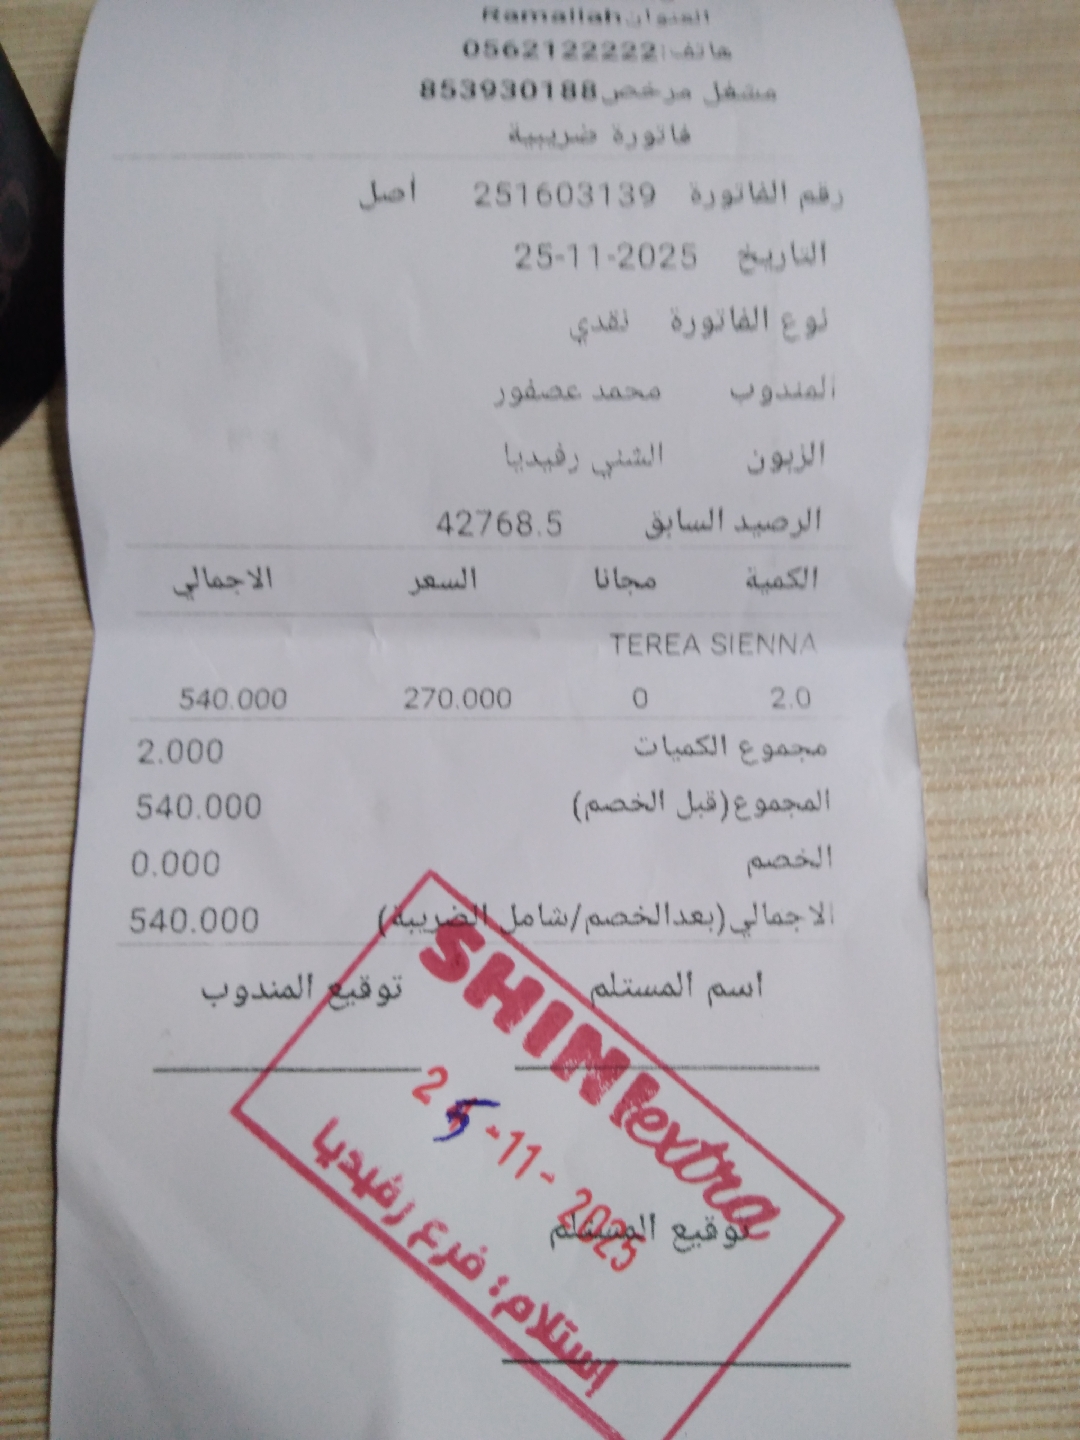 العنوان Ramallah
هاتف: 0562122222
مشغل مرخص 853930188
فاتورة ضريبية
رقم الفاتورة 251603139 أصل
التاريخ 25-11-2025
نوع الفاتورة نقدي
المندوب محمد عصفور
الزبون الشني رفيديا
الرصيد السابق 42768.5
الكمية مجانا السعر الاجمالي
TEREA SIENNA
2.0 0 270.000 540.000
مجموع الكميات 2.000
المجموع(قبل الخصم) 540.000
الخصم 0.000
الاجمالي(بعدالخصم/شامل الضريبة) 540.000
اسم المستلم توقيع المندوب
SHINI extra
25-11-2025
توقيع المستلم
استلام: فرع رفيديا